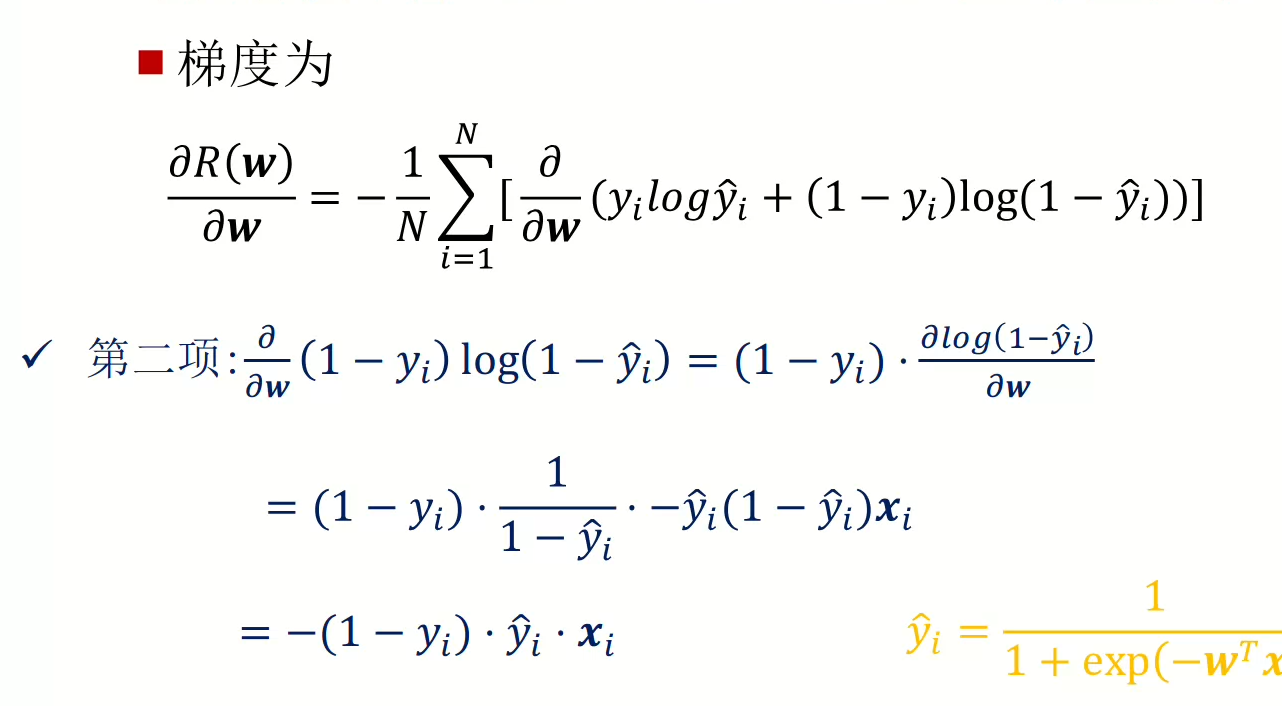 ■ 梯度为
∂R(w)/∂w = −1/N ∑_{i=1}^{N} [∂/∂w (y_i log ŷ_i + (1 − y_i) log(1 − ŷ_i))]
✓ 第二项: ∂/∂w (1 − y_i) log(1 − ŷ_i) = (1 − y_i) · ∂log(1−ŷ_i)/∂w
= (1 − y_i) · 1/(1 − ŷ_i) · −ŷ_i(1 − ŷ_i)x_i
= −(1 − y_i) · ŷ_i · x_i
ŷ_i = 1/(1 + exp(−w^T x